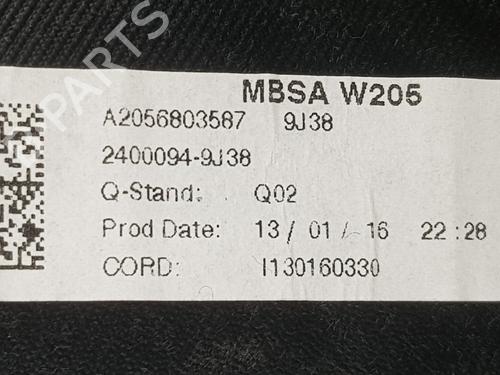 MBSA W205
A2056803587 9J38
2400094-9J38
Q-Stand: Q02
Prod Date: 13/ 01 /- 16 22:28
CORD: I130160330
B-PARTS